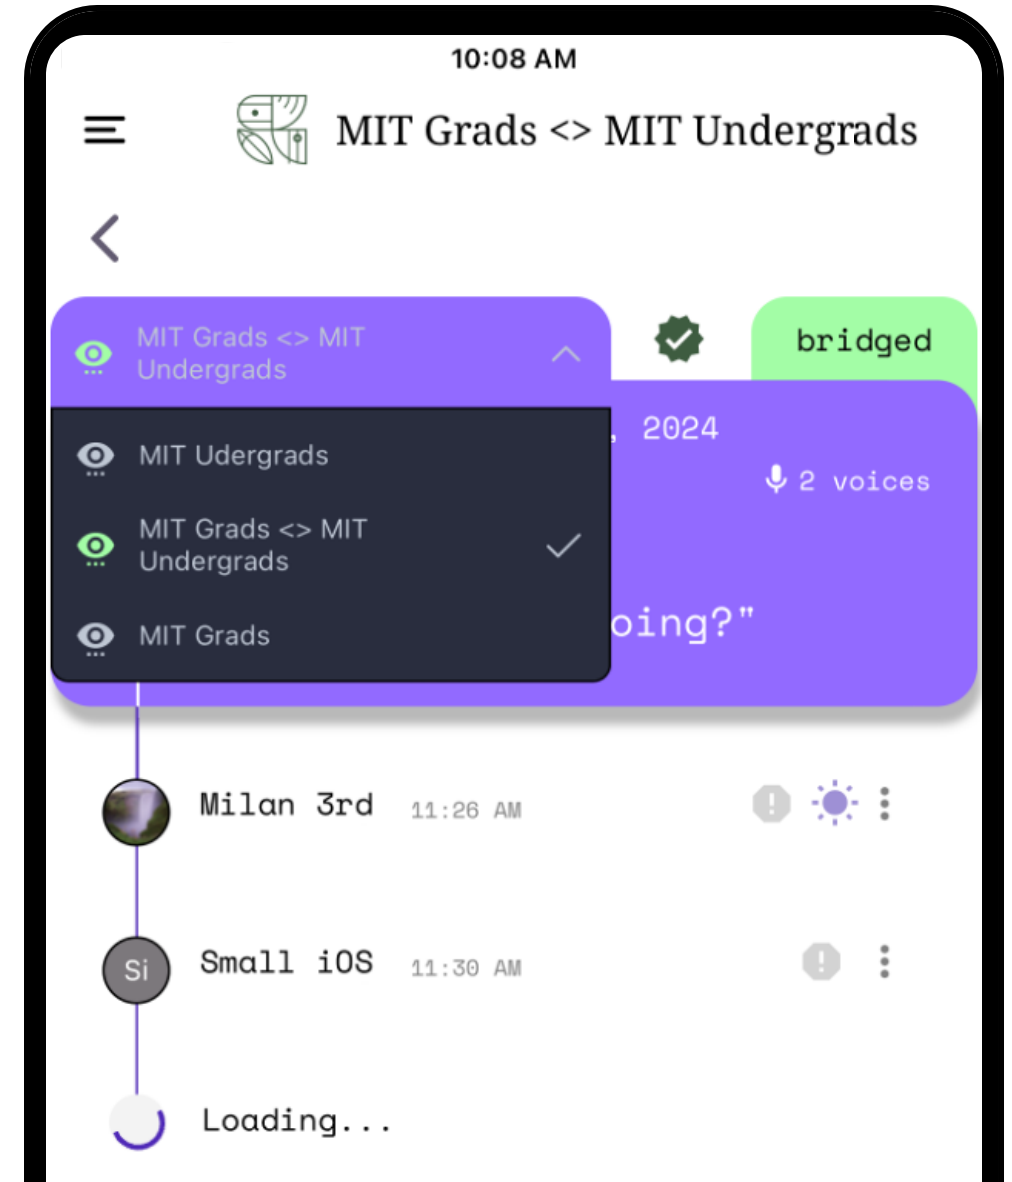 10:08 AM
MIT Grads <> MIT Undergrads
MIT Grads <> MIT
Undergrads
bridged
MIT Udergrads
, 2024
2 voices
MIT Grads <> MIT
Undergrads
MIT Grads
oing?"
Milan 3rd 11:26 AM
Si
Small iOS 11:30 AM
Loading...